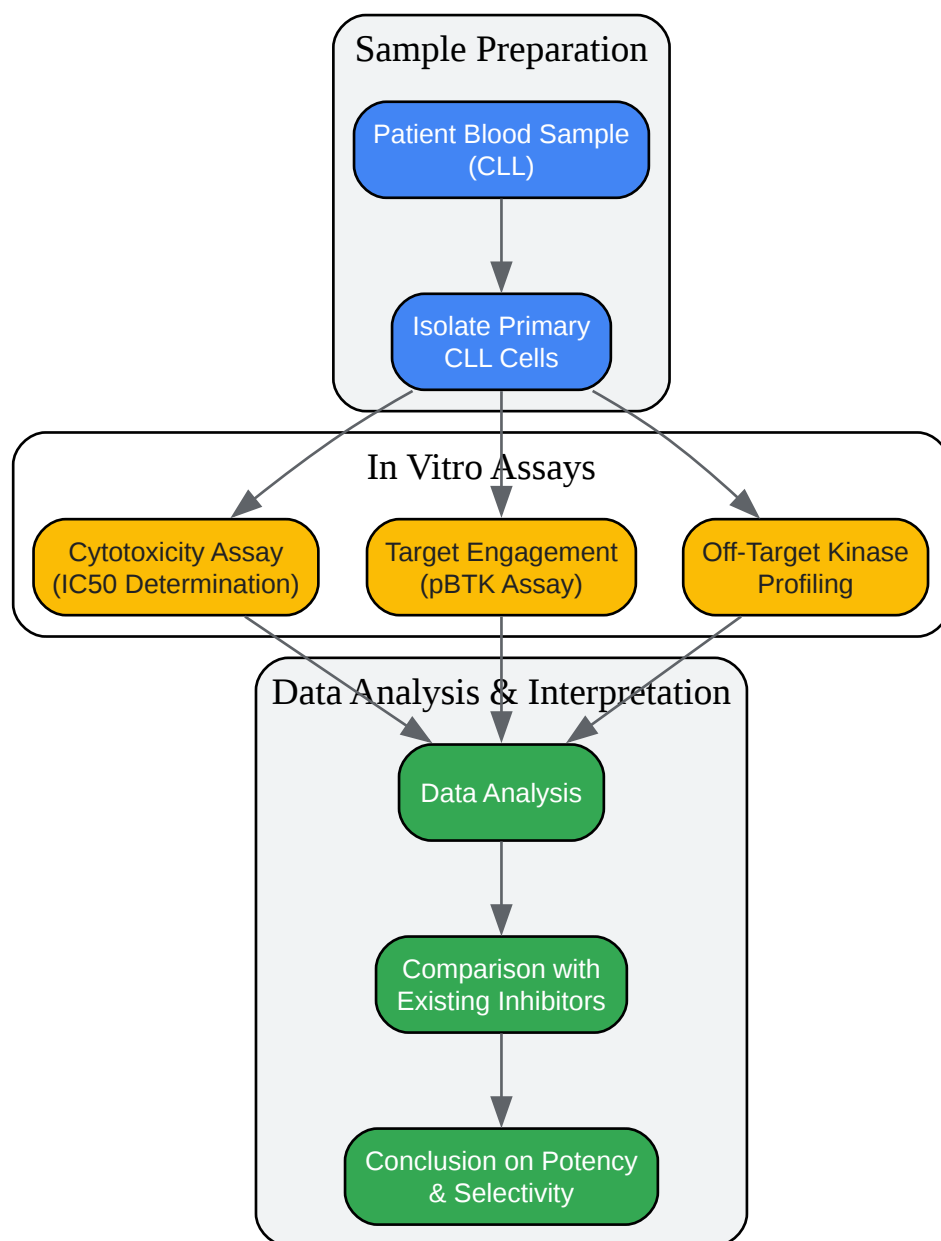 Sample Preparation
Patient Blood Sample
(CLL)
Isolate Primary
CLL Cells
In Vitro Assays
Cytotoxicity Assay
(IC50 Determination)
Target Engagement
(pBTK Assay)
Off-Target Kinase
Profiling
Data Analysis & Interpretation
Data Analysis
Comparison with
Existing Inhibitors
Conclusion on Potency
& Selectivity